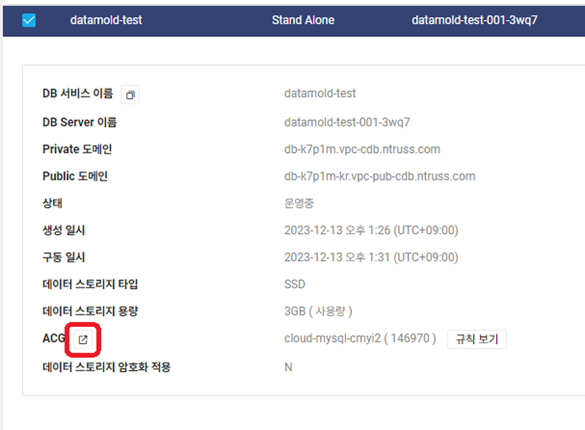 datamold-test Stand Alone datamold-test-001-3wq7
DB 서비스 이름 datamold-test
DB Server 이름 datamold-test-001-3wq7
Private 도메인 db-k7p1m.vpc-cdb.ntruss.com
Public 도메인 db-k7p1m-kr.vpc-pub-cdb.ntruss.com
상태 운영중
생성 일시 2023-12-13 오후 1:26 (UTC+09:00)
구동 일시 2023-12-13 오후 1:31 (UTC+09:00)
데이터 스토리지 타입 SSD
데이터 스토리지 용량 3GB ( 사용량 )
ACG cloud-mysql-cmyi2 ( 146970 ) 규칙 보기
데이터 스토리지 암호화 적용 N